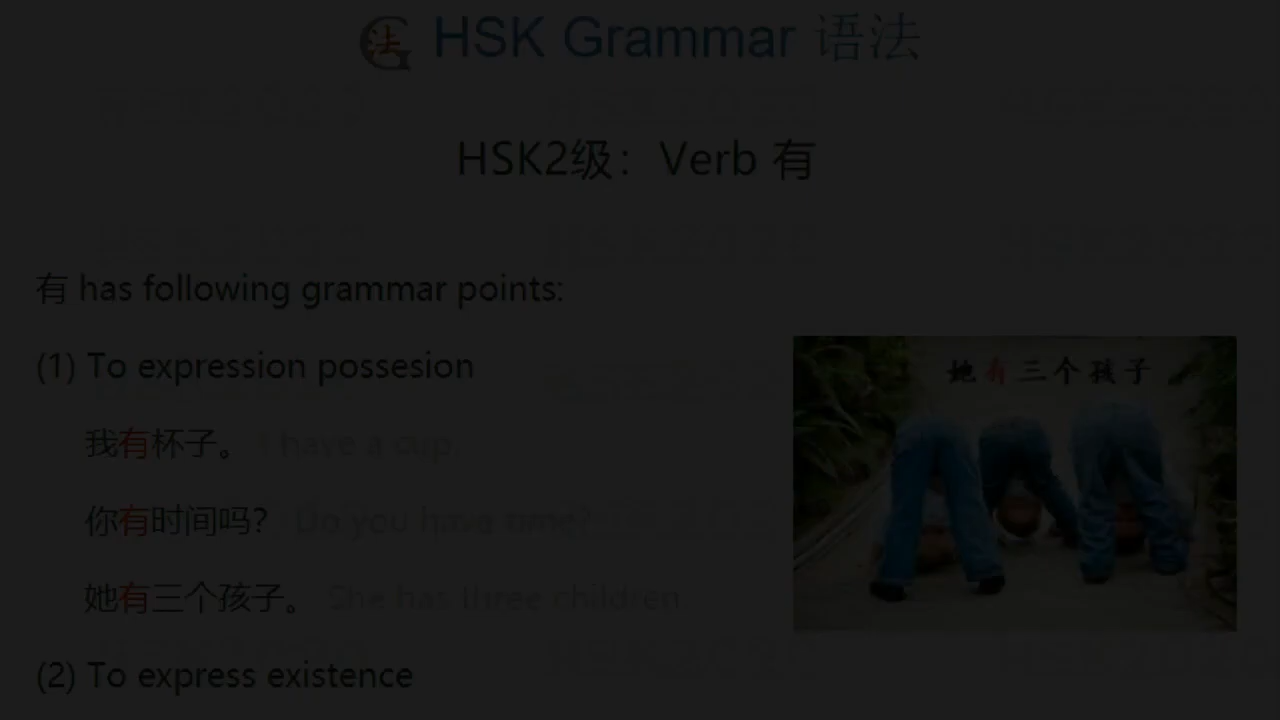 法 HSK Grammar 语法
HSK2级：Verb 有
有 has following grammar points:
(1) To expression possesion
我有杯子。 I have a cup.
你有时间吗? Do you have time?
她有三个孩子。 She has three children
她有三个孩子
(2) To express existence